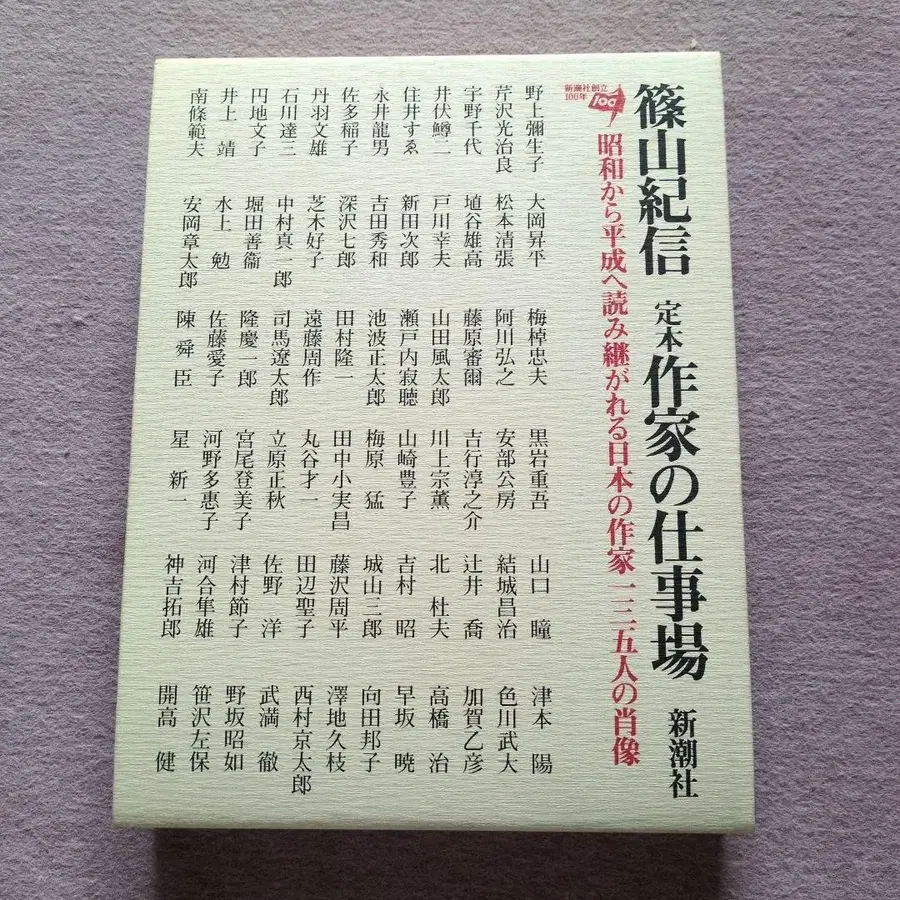 篠山紀信 定本 作家の仕事場 新潮社
新潮社創立
100年
100
昭和から平成へ読み継がれる日本の作家一三五人の肖像
野上彌生子
芹沢光治良
宇野千代
井伏鱒二
住井すゑ
永井龍男
佐多稲子
丹羽文雄
石川達三
円地文子
井上 靖
南條範夫
大岡昇平
松本清張
埴谷雄高
戸川幸夫
新田次郎
吉田秀和
深沢七郎
芝木好子
中村真一郎
堀田善衞
水上 勉
安岡章太郎
梅棹忠夫
阿川弘之
藤原審爾
山田風太郎
瀬戸内寂聴
池波正太郎
田村隆一
遠藤周作
司馬遼太郎
隆慶一郎
佐藤愛子
陳 舜 臣
黒岩重吾
安部公房
吉行淳之介
川上宗薫
山崎豊子
梅原 猛
田中小実昌
丸谷才一
立原正秋
宮尾登美子
河野多惠子
星 新一
山口 瞳
結城昌治
辻井 喬
北 杜夫
吉村 昭
城山三郎
藤沢周平
田辺聖子
佐野 洋
津村節子
河合隼雄
神吉拓郎
津本 陽
色川武大
加賀乙彦
高橋 治
早坂 暁
向田邦子
澤地久枝
西村京太郎
武満 徹
野坂昭如
笹沢左保
開高 健